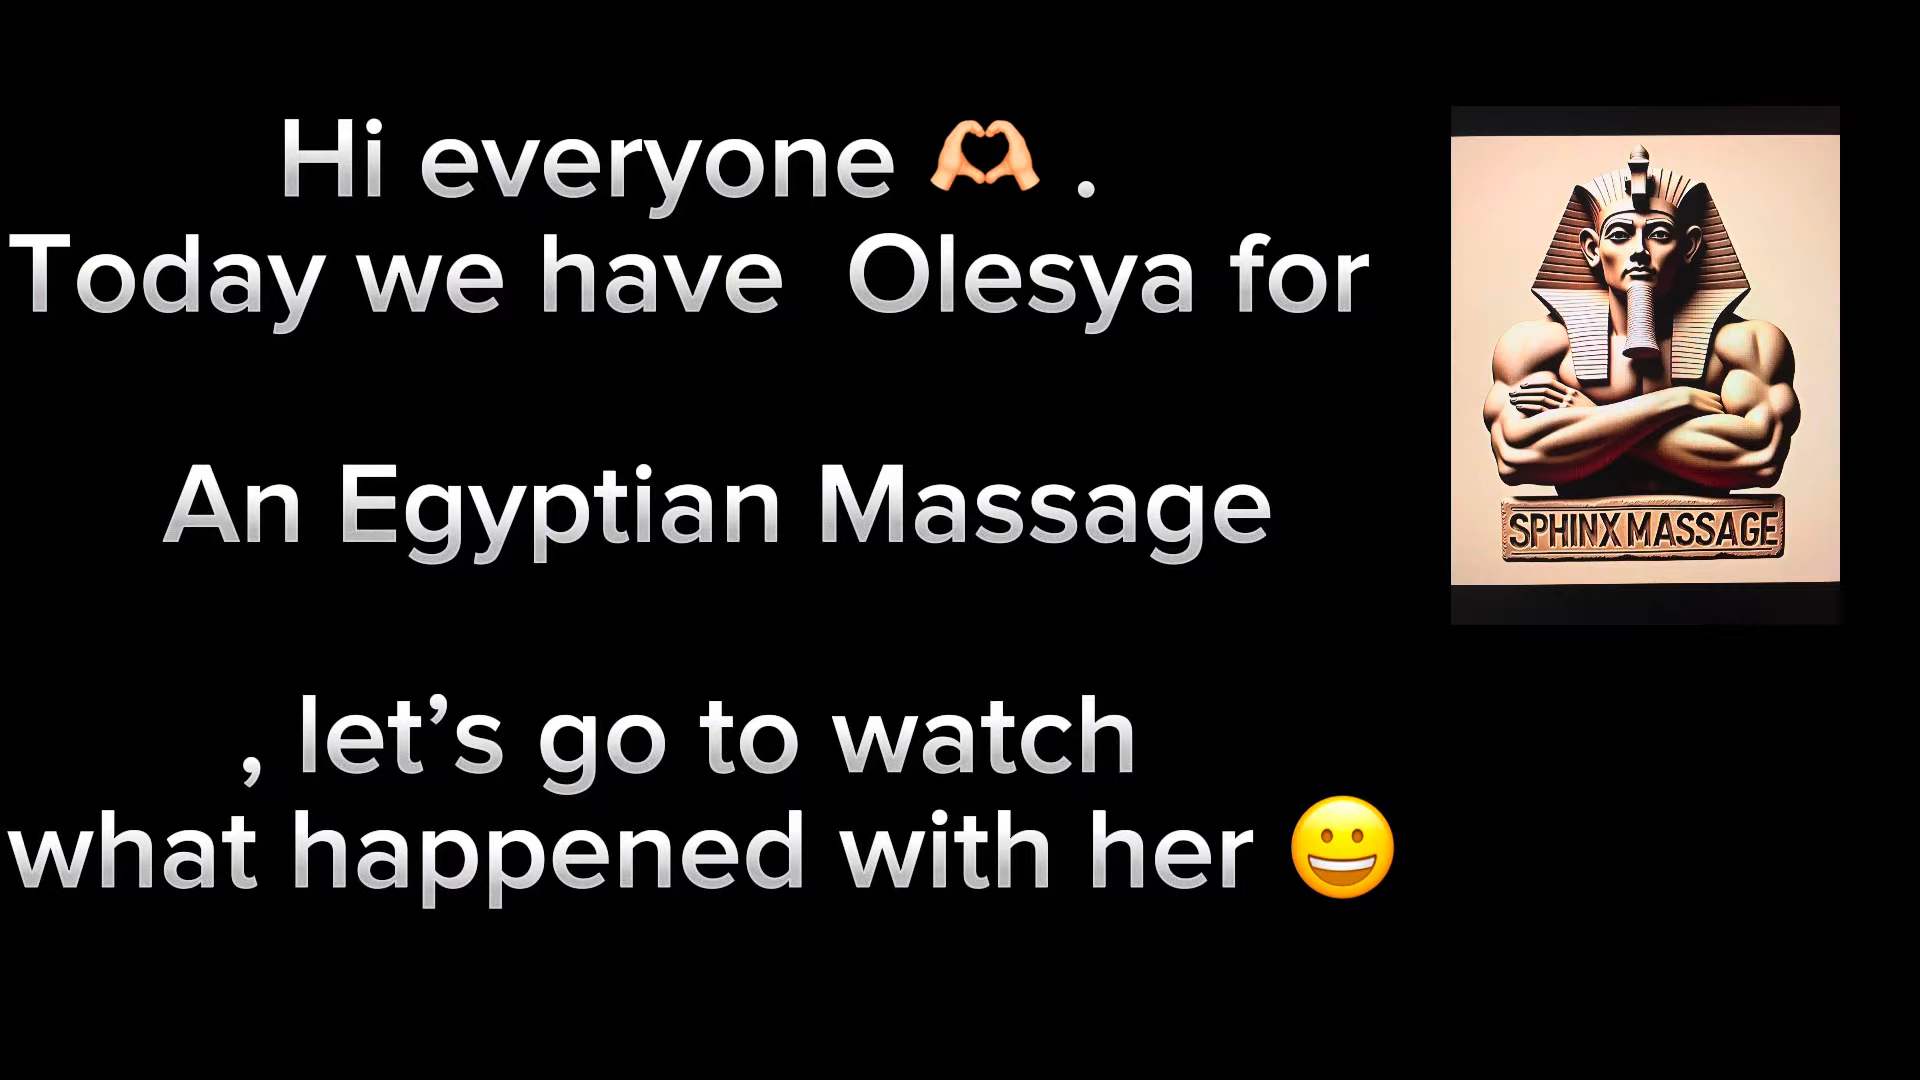 Hi everyone 🫶🏻 .
Today we have  Olesya for
An Egyptian Massage
, let’s go to watch
what happened with her 😀
SPHINX MASSAGE